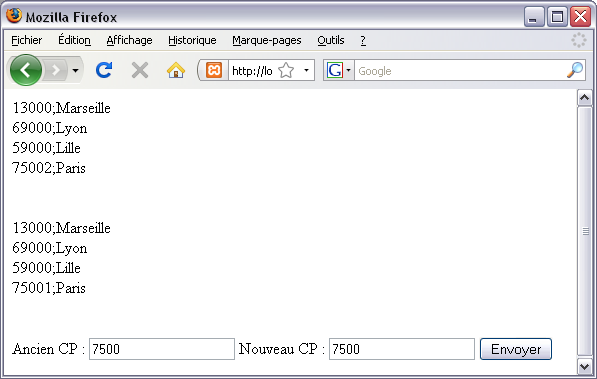 Mozilla Firefox
Fichier Édition Affichage Historique Marque-pages Outils ?
http://lo Google
13000;Marseille
69000;Lyon
59000;Lille
75002;Paris
13000;Marseille
69000;Lyon
59000;Lille
75001;Paris
Ancien CP : 7500 Nouveau CP : 7500 Envoyer